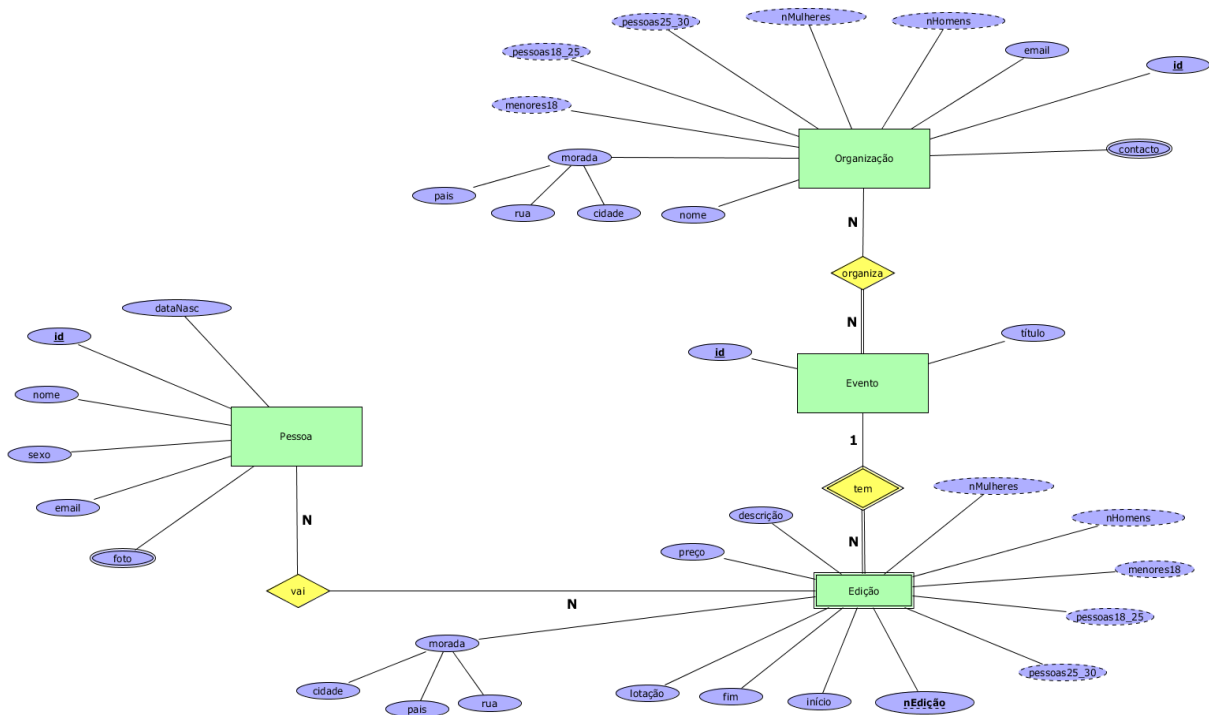 pessoas25_30
nMulheres
nHomens
email
pessoas18_25
id
menores18
contacto
Organização
morada
pais
rua
cidade
nome
N
organiza
N
dataNasc
id
nome
sexo
email
foto
Pessoa
N
vai
N
id
título
Evento
1
tem
N
descrição
preço
nMulheres
nHomens
menores18
pessoas18_25
pessoas25_30
Edição
morada
cidade
pais
rua
lotação
fim
início
nEdição